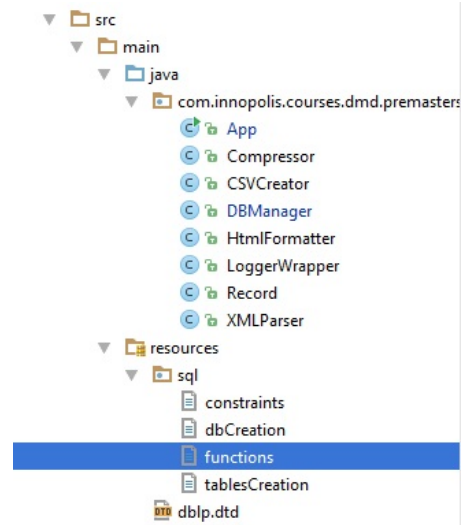 src
main
java
com.innopolis.courses.dmd.premasters
App
Compressor
CSVCreator
DBManager
HtmlFormatter
LoggerWrapper
Record
XMLParser
resources
sql
constraints
dbCreation
functions
tablesCreation
DTD dblp.dtd